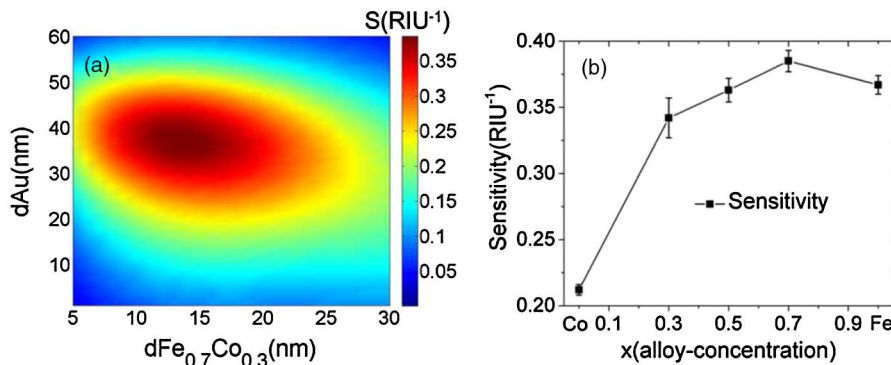 S(RIU⁻¹)
(a)
60
50
40
30
20
10
dAu(nm)
5
10
15
20
25
30
dFe₀.₇Co₀.₃(nm)
0.35
0.30
0.25
0.20
0.15
0.10
0.05
(b)
0.40
0.35
0.30
0.25
0.20
Sensitivity(RIU⁻¹)
Sensitivity
Co 0.1 0.3 0.5 0.7 0.9 Fe
x(alloy-concentration)